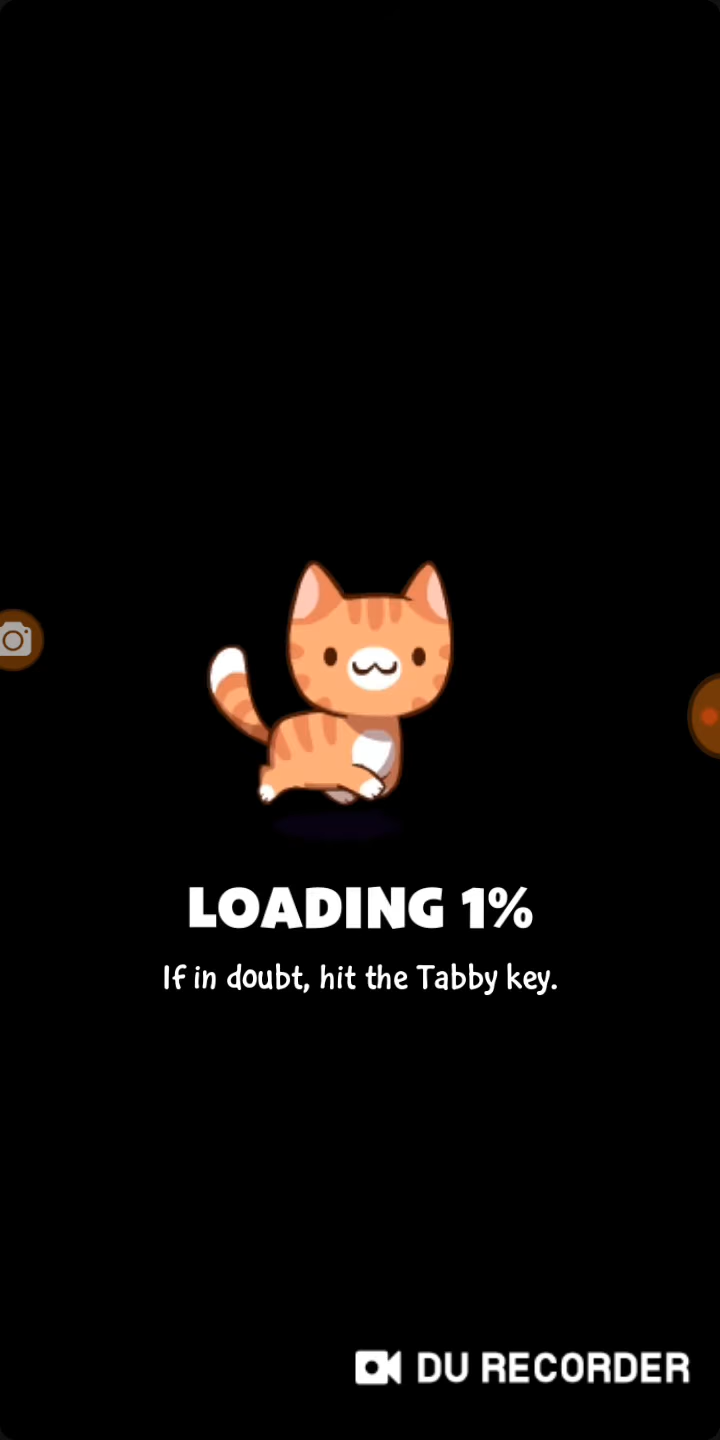 LOADING 1%
If in doubt, hit the Tabby key.
DU RECORDER